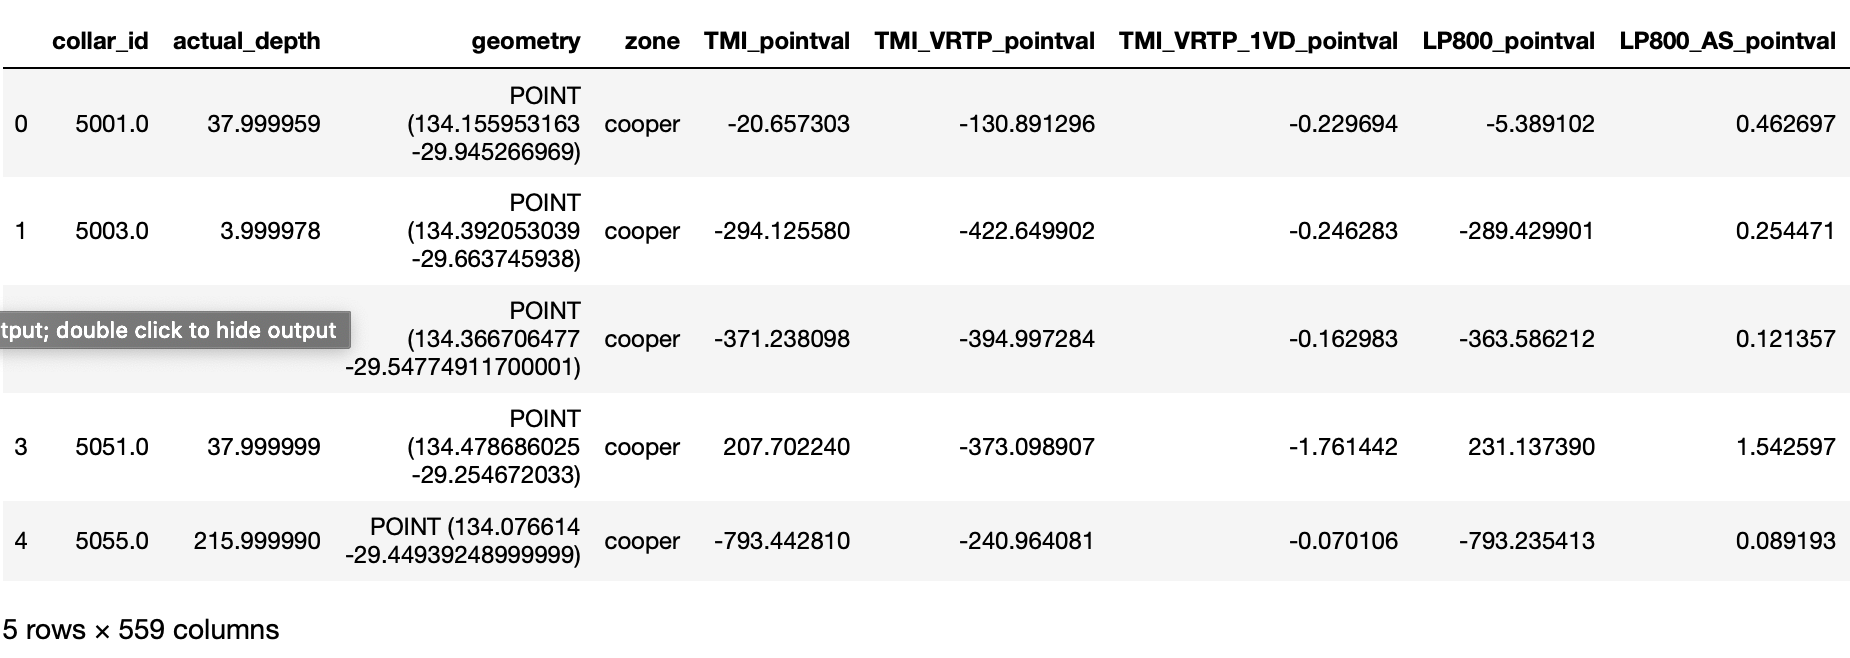 collar_id actual_depth geometry zone TMI_pointval TMI_VRTP_pointval TMI_VRTP_1VD_pointval LP800_pointval LP800_AS_pointval
POINT
0 5001.0 37.999959 (134.155953163 cooper -20.657303 -130.891296 -0.229694 -5.389102 0.462697
-29.945266969)
POINT
1 5003.0 3.999978 (134.392053039 cooper -294.125580 -422.649902 -0.246283 -289.429901 0.254471
-29.663745938)
POINT
tput; double click to hide output (134.366706477 cooper -371.238098 -394.997284 -0.162983 -363.586212 0.121357
-29.54774911700001)
POINT
3 5051.0 37.999999 (134.478686025 cooper 207.702240 -373.098907 -1.761442 231.137390 1.542597
-29.254672033)
POINT (134.076614
4 5055.0 215.999990 cooper -793.442810 -240.964081 -0.070106 -793.235413 0.089193
-29.44939248999999)
5 rows × 559 columns